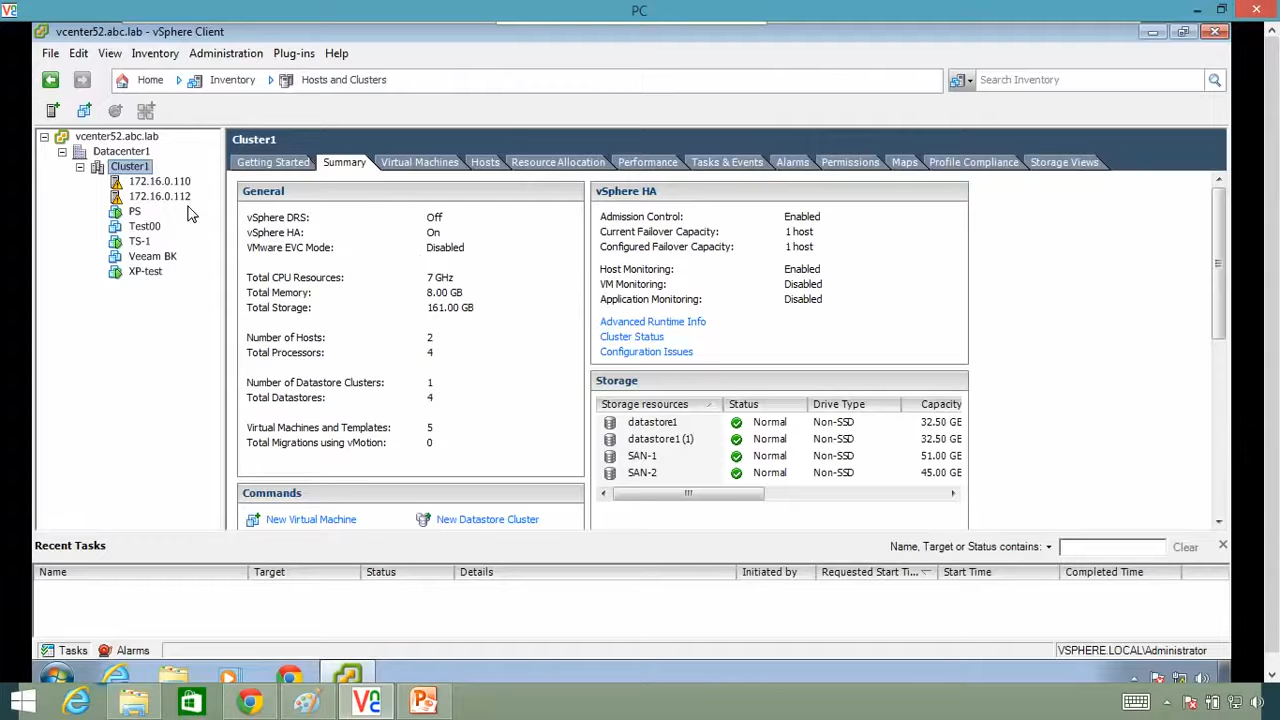 PC
vcenter52.abc.lab - vSphere Client
File Edit View Inventory Administration Plug-ins Help
Home Inventory Hosts and Clusters Search Inventory
vcenter52.abc.lab
Datacenter1
Cluster1
172.16.0.110
172.16.0.112
PS
Test00
TS-1
Veeam BK
XP-test
Cluster1
Getting Started Summary Virtual Machines Hosts Resource Allocation Performance Tasks & Events Alarms Permissions Maps Profile Compliance Storage Views
General
vSphere DRS: Off
vSphere HA: On
VMware EVC Mode: Disabled
Total CPU Resources: 7 GHz
Total Memory: 8.00 GB
Total Storage: 161.00 GB
Number of Hosts: 2
Total Processors: 4
Number of Datastore Clusters: 1
Total Datastores: 4
Virtual Machines and Templates: 5
Total Migrations using vMotion: 0
Commands
New Virtual Machine New Datastore Cluster
vSphere HA
Admission Control: Enabled
Current Failover Capacity: 1 host
Configured Failover Capacity: 1 host
Host Monitoring: Enabled
VM Monitoring: Disabled
Application Monitoring: Disabled
Advanced Runtime Info
Cluster Status
Configuration Issues
Storage
Storage resources Status Drive Type Capacity
datastore1 Normal Non-SSD 32.50 GE
datastore1 (1) Normal Non-SSD 32.50 GE
SAN-1 Normal Non-SSD 51.00 GE
SAN-2 Normal Non-SSD 45.00 GE
Recent Tasks Name, Target or Status contains: Clear
Name Target Status Details Initiated by Requested Start Ti... Start Time Completed Time
Tasks Alarms VSPHERE.LOCAL\Administrator